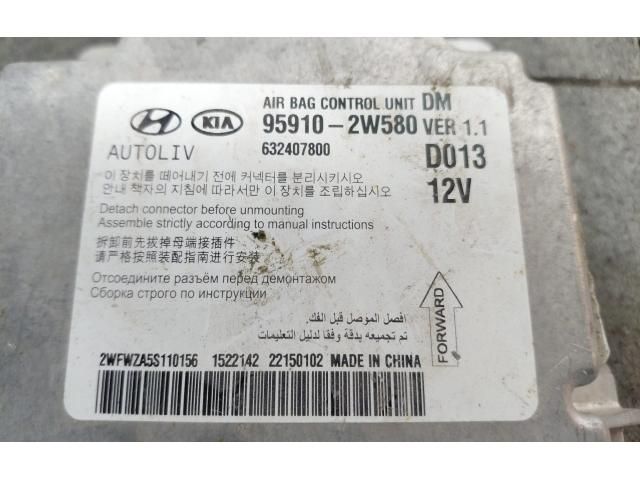 HYUNDAI KIA AIR BAG CONTROL UNIT DM
95910-2W580 VER 1.1
AUTOLIV 632407800 D013
이 장치를 떼어내기 전에 커넥터를 분리시키시오
안내 책자의 지침에 따라서만 이 장치를 조립하십시오 12V
Detach connector before unmounting
Assemble strictly according to manual instructions
拆卸前先拔掉母端接插件
请严格按照装配指南进行安装
Отсоедините разъём перед демонтажом
Сборка строго по инструкции
افصل الموصل قبل الفك.
تم تجميعه بدقة وفقا لدليل التعليمات
FORWARD
2WFWZA5S110156 1522142 22150102 MADE IN CHINA